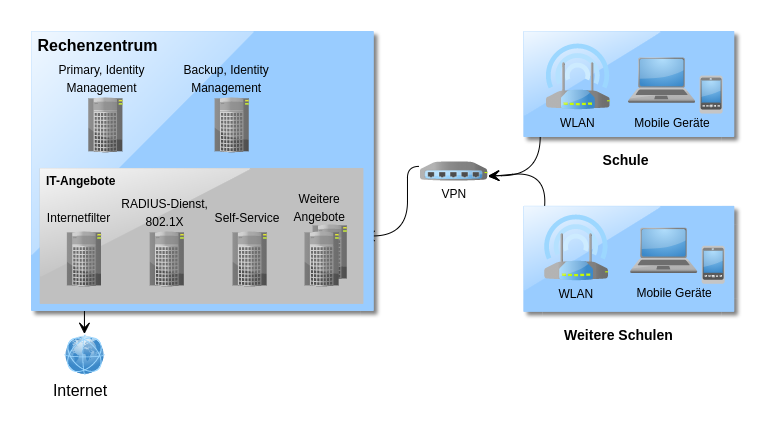 Rechenzentrum
Primary, Identity
Management
Backup, Identity
Management
IT-Angebote
Internetfilter
RADIUS-Dienst,
802.1X
Self-Service
Weitere
Angebote
Internet
VPN
WLAN
Mobile Geräte
Schule
WLAN
Mobile Geräte
Weitere Schulen